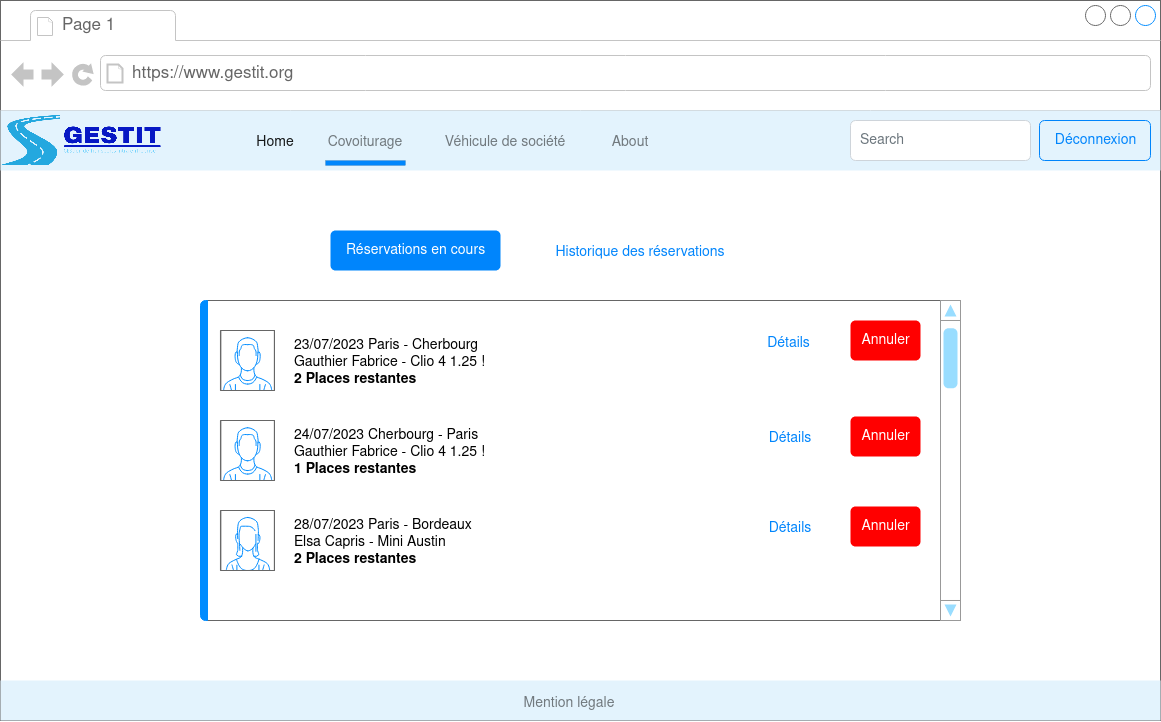 Page 1
https://www.gestit.org
GESTIT
Home Covoiturage Véhicule de société About
Search
Déconnexion
Réservations en cours
Historique des réservations
23/07/2023 Paris - Cherbourg
Gauthier Fabrice - Clio 4 1.25 !
2 Places restantes
Détails
Annuler
24/07/2023 Cherbourg - Paris
Gauthier Fabrice - Clio 4 1.25 !
1 Places restantes
Détails
Annuler
28/07/2023 Paris - Bordeaux
Elsa Capris - Mini Austin
2 Places restantes
Détails
Annuler
Mention légale